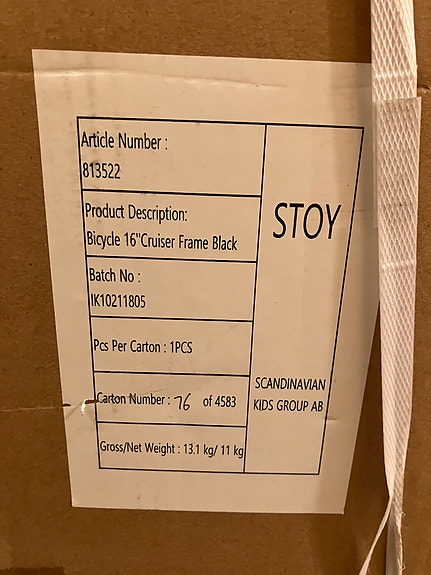 Article Number :
813522
Product Description:
Bicycle 16"Cruiser Frame Black
Batch No :
IK10211805
Pcs Per Carton : 1PCS
Carton Number : 76 of 4583
Gross/Net Weight : 13.1 kg/ 11 kg
STOY
SCANDINAVIAN
KIDS GROUP AB